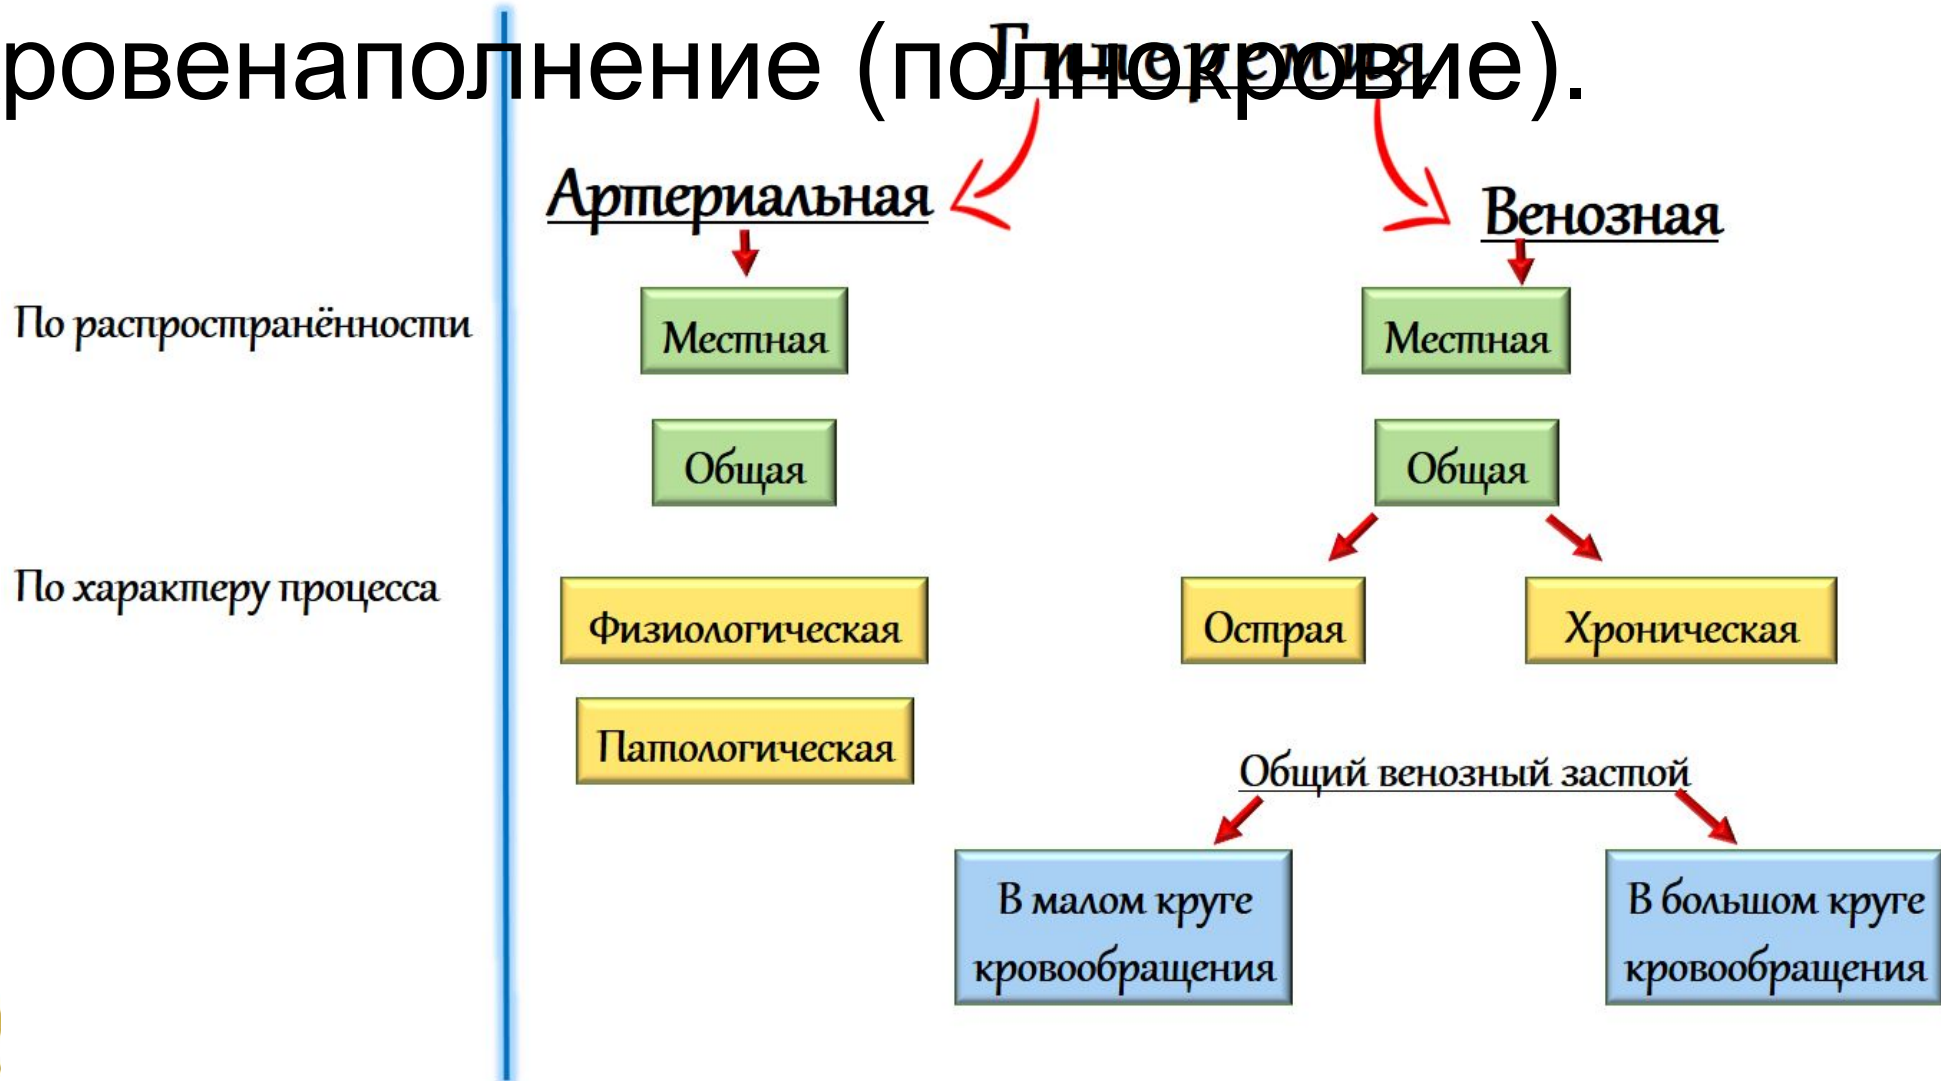 ровенаполнение (полнокровие).
Гиперемия
Артериальная
Венозная
По распространённости
Местная
Местная
Общая
Общая
По характеру процесса
Физиологическая
Острая
Хроническая
Патологическая
Общий венозный застой
В малом круге
кровообращения
В большом круге
кровообращения